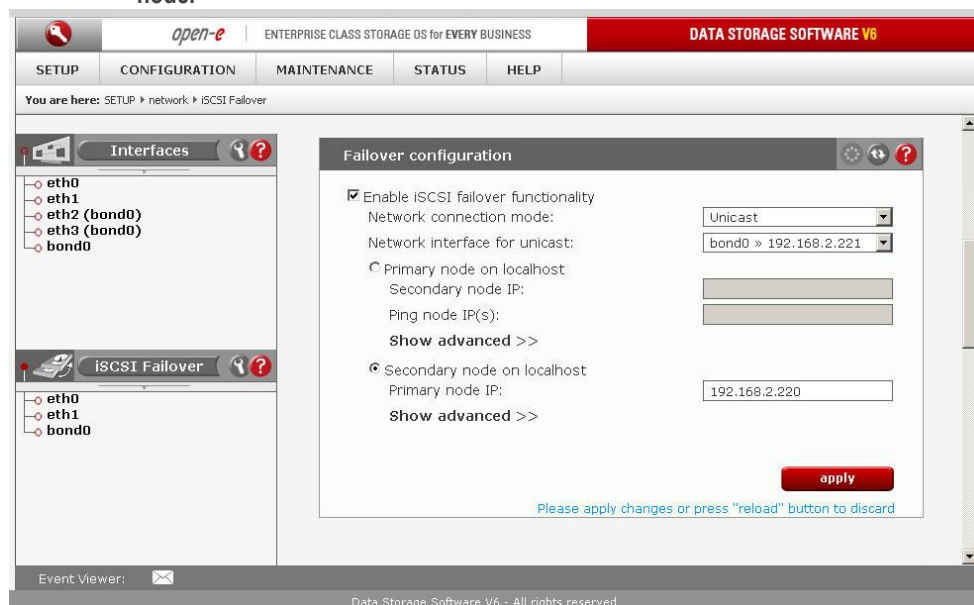 node.
open-e ENTERPRISE CLASS STORAGE OS for EVERY BUSINESS DATA STORAGE SOFTWARE V6
SETUP CONFIGURATION MAINTENANCE STATUS HELP
You are here: SETUP network iSCSI Failover
Interfaces
eth0
eth1
eth2 (bond0)
eth3 (bond0)
bond0
iSCSI Failover
eth0
eth1
bond0
Failover configuration
Enable iSCSI failover functionality
Network connection mode: Unicast
Network interface for unicast: bond0 » 192.168.2.221
Primary node on localhost
Secondary node IP:
Ping node IP(s):
Show advanced >>
Secondary node on localhost
Primary node IP: 192.168.2.220
Show advanced >>
apply
Please apply changes or press "reload" button to discard
Event Viewer:
Data Storage Software V6 - All rights reserved